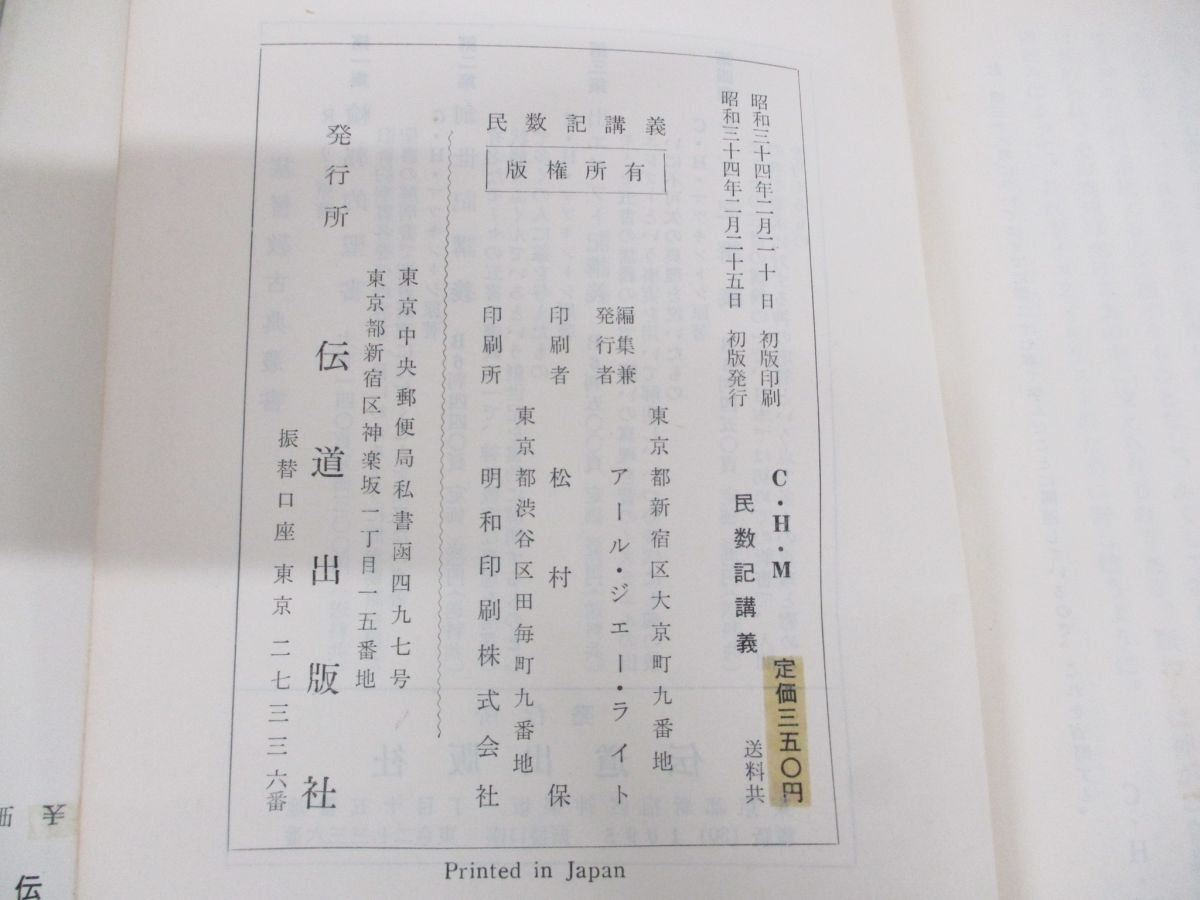 昭和三十四年二月二十日　初版印刷
昭和三十四年二月二十五日　初版発行
C・H・M
民数記講義
定価三五〇円
送料共
民数記講義
版権所有
東京都新宿区大京町九番地
編集兼
発行者
アール・ジエー・ライト
印刷者　松村保
東京都渋谷区田毎町九番地
印刷所　明和印刷株式会社
東京中央郵便局私書函四九七号
東京都新宿区神楽坂一丁目一五番地
発行所　伝道出版社
振替口座　東京二七三三六番
Printed in Japan
伝